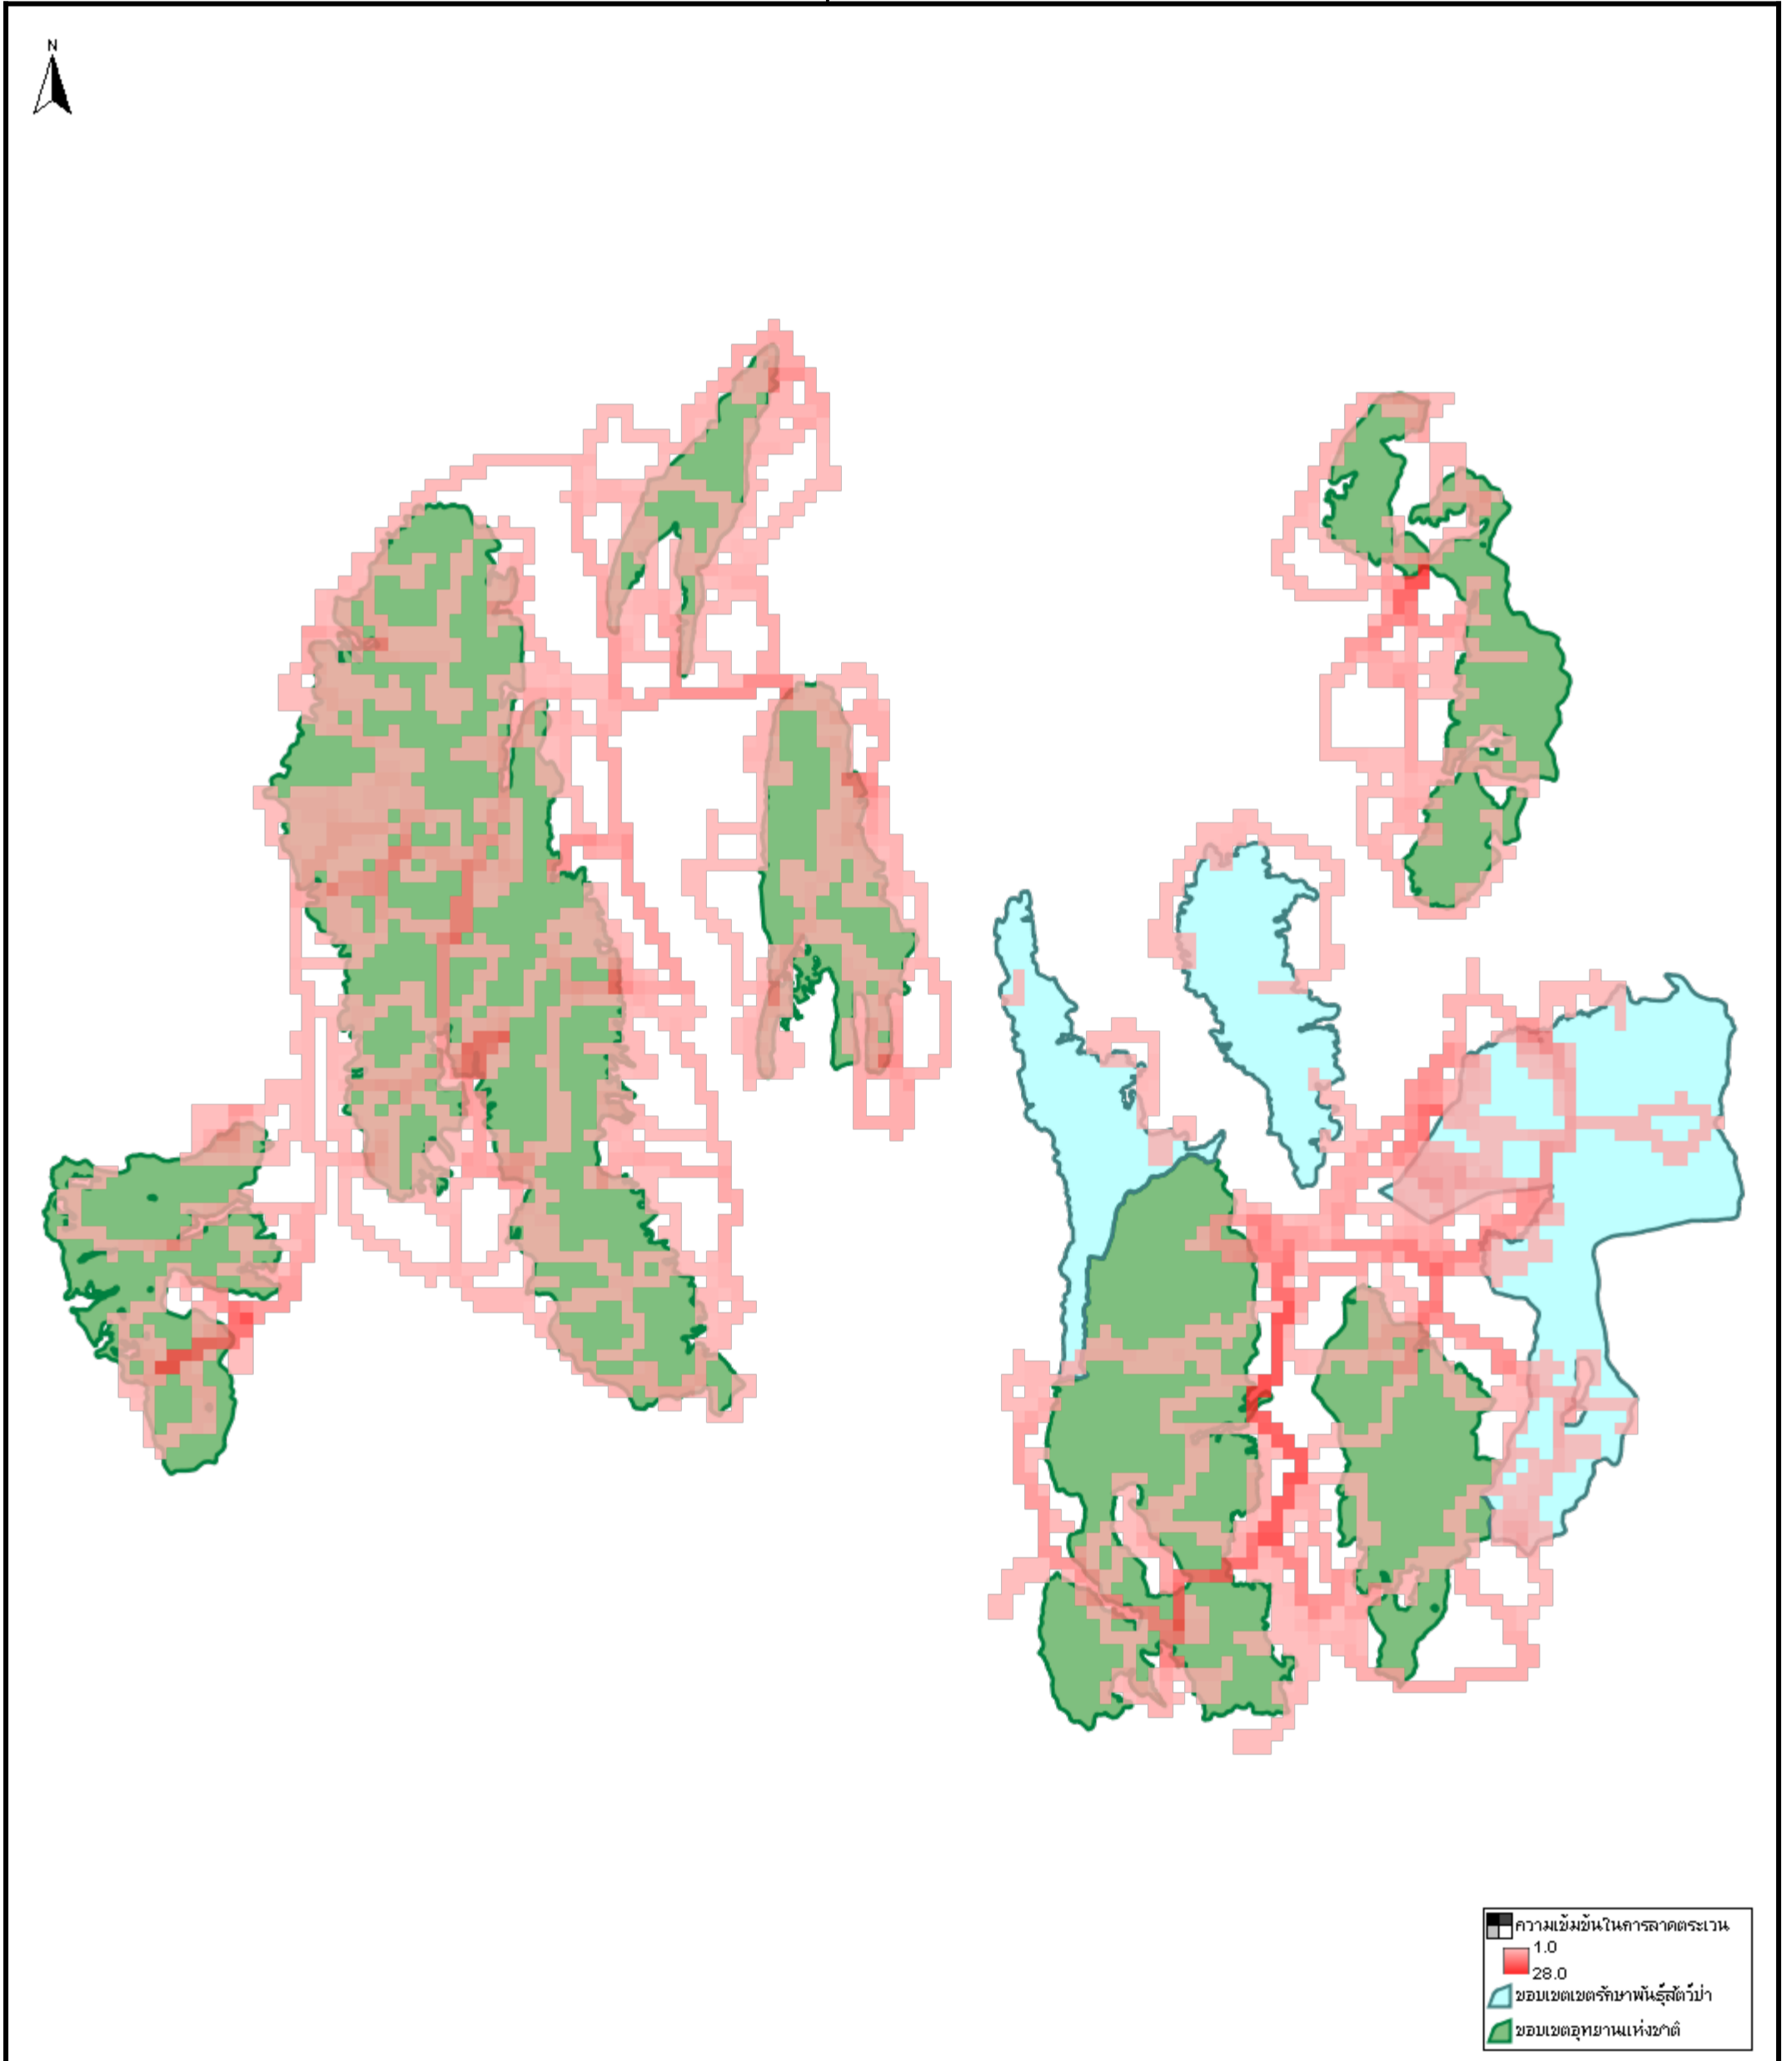 N
ความเข้มข้นในการลาดตระเวน
1.0
28.0
ขอบเขตเขตรักษาพันธุ์สัตว์ป่า
ขอบเขตอุทยานแห่งชาติ